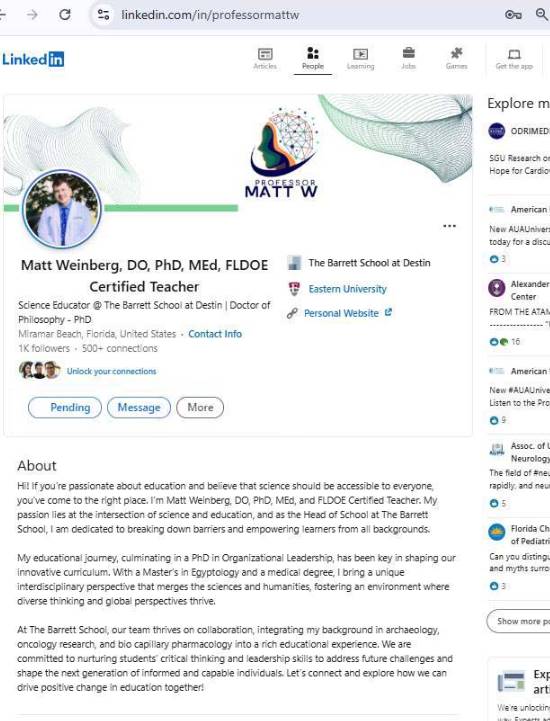 linkedin.com/in/professormattw
Linked in
Articles
People
Learning
Jobs
Games
Get the app
PROFESSOR
MATT W
Matt Weinberg, DO, PhD, MEd, FLDOE
Certified Teacher
Science Educator @ The Barrett School at Destin | Doctor of
Philosophy - PhD
Miramar Beach, Florida, United States · Contact Info
1K followers · 500+ connections
Unlock your connections
The Barrett School at Destin
Eastern University
Personal Website
Pending
Message
More
About
Hi! If you're passionate about education and believe that science should be accessible to everyone,
you've come to the right place. I'm Matt Weinberg, DO, PhD, MEd, and FLDOE Certified Teacher. My
passion lies at the intersection of science and education, and as the Head of School at The Barrett
School, I am dedicated to breaking down barriers and empowering learners from all backgrounds.
My educational journey, culminating in a PhD in Organizational Leadership, has been key in shaping our
innovative curriculum. With a Master's in Egyptology and a medical degree, I bring a unique
interdisciplinary perspective that merges the sciences and humanities, fostering an environment where
diverse thinking and global perspectives thrive.
At The Barrett School, our team thrives on collaboration, integrating my background in archaeology,
oncology research, and bio capillary pharmacology into a rich educational experience. We are
committed to nurturing students' critical thinking and leadership skills to address future challenges and
shape the next generation of informed and capable individuals. Let's connect and explore how we can
drive positive change in education together!
Explore m
ODRIMED
SGU Research on
Hope for Cardio
American
New AUAUnivers
today for a discu
3
Alexander
Center
FROM THE ATAM
16
American
New #AUAUnive
Listen to the Pro
9
Assoc. of U
Neurology
The field of #neu
rapidly, and neu
5
Florida Ch
of Pediatri
Can you distingu
and myths surro
3
Show more po
Exp
arti
We're unlockin